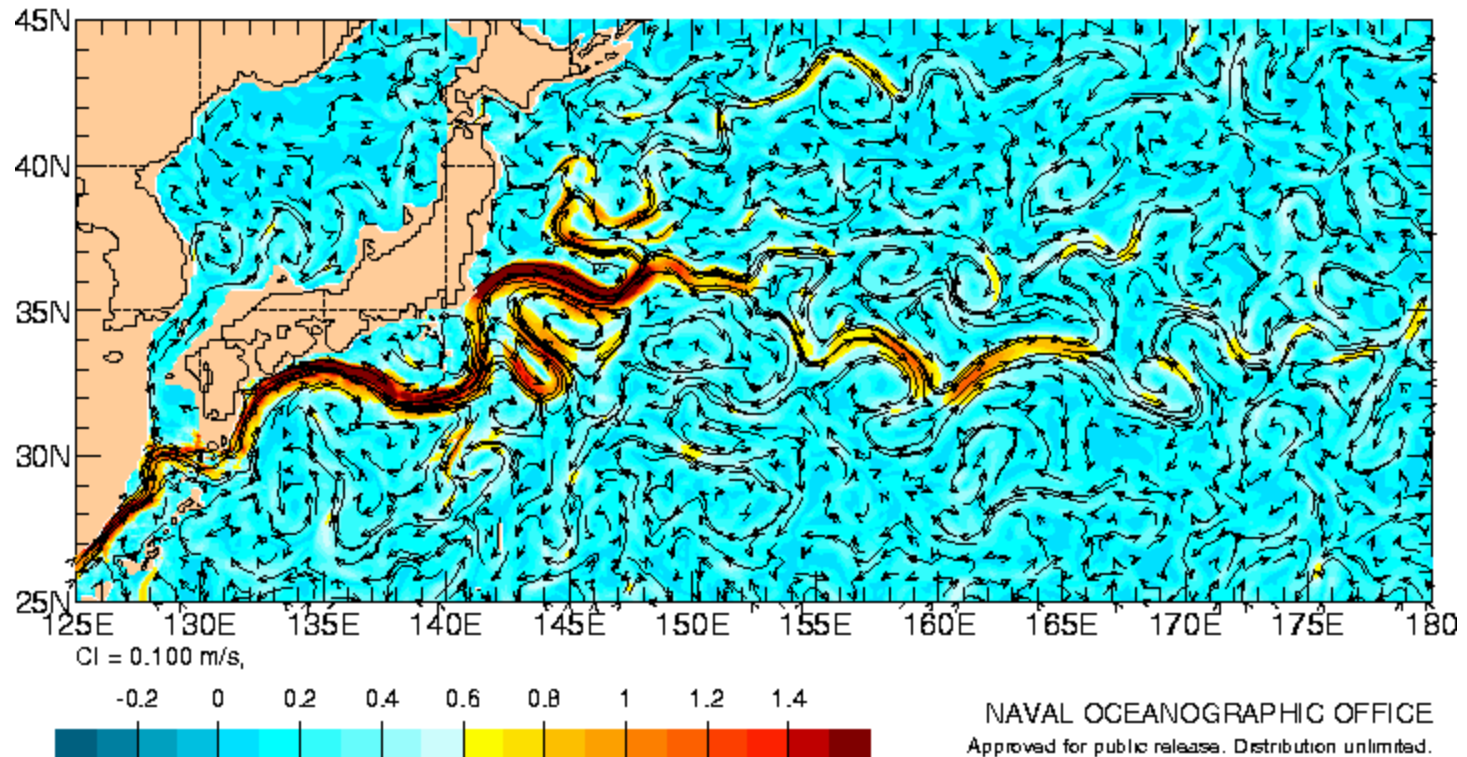 45N
40N
35N
30N
25N
125E 130E 135E 140E 145E 150E 155E 160E 165E 170E 175E 180
CI = 0.100 m/s,
-0.2 0 0.2 0.4 0.6 0.8 1 1.2 1.4
NAVAL OCEANOGRAPHIC OFFICE
Approved for public release. Distribution unlimited.